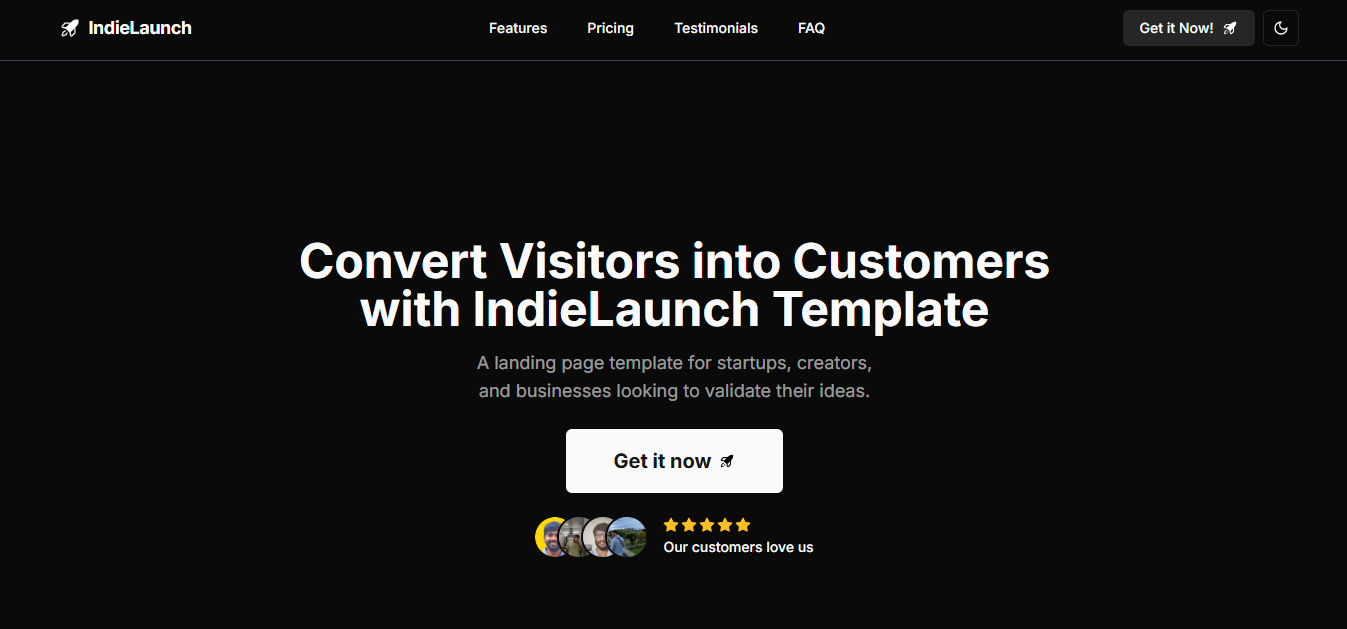 IndieLaunch
Features
Pricing
Testimonials
FAQ
Get it Now!
Convert Visitors into Customers
with IndieLaunch Template
A landing page template for startups, creators,
and businesses looking to validate their ideas.
Get it now
Our customers love us